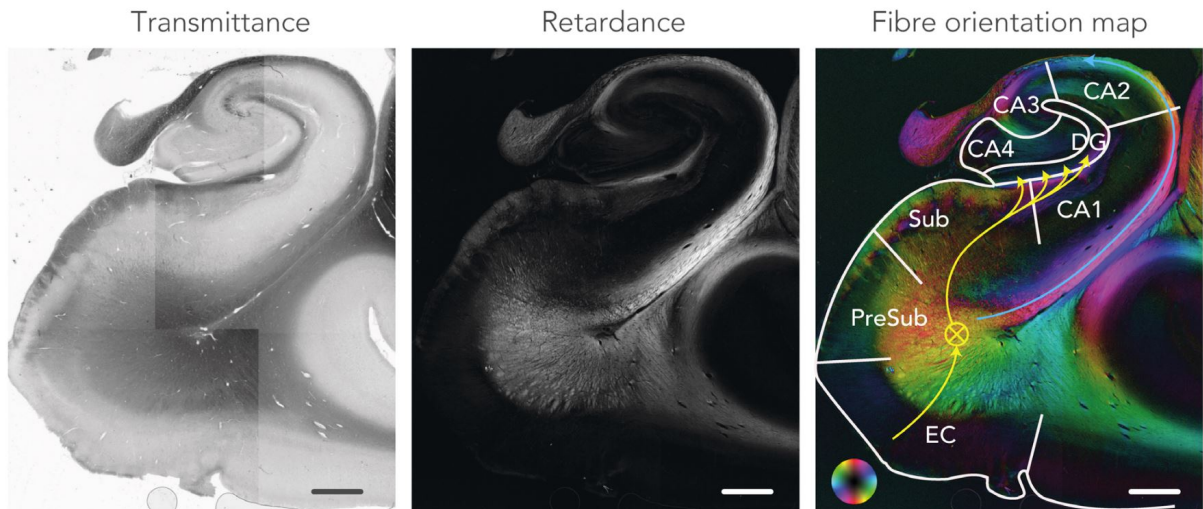 Transmittance
Retardance
Fibre orientation map
CA2
CA3
DG
CA4
CA1
Sub
PreSub
EC